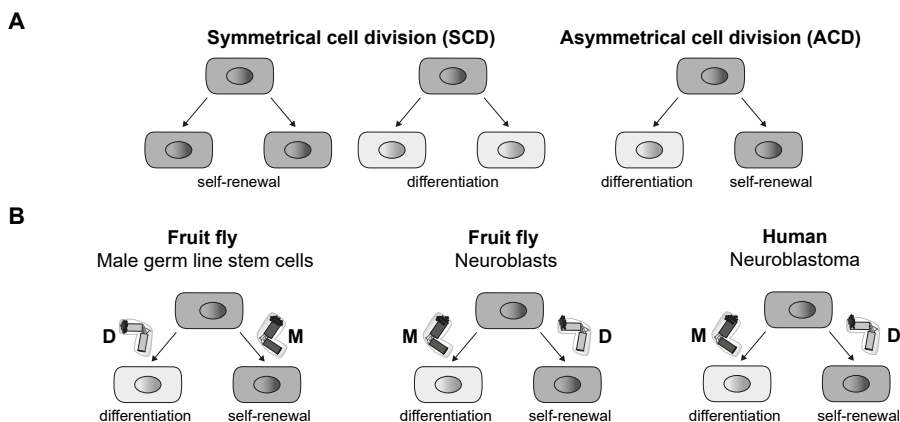 A
Symmetrical cell division (SCD)
Asymmetrical cell division (ACD)
self-renewal
differentiation
differentiation
self-renewal
B
Fruit fly
Male germ line stem cells
Fruit fly
Neuroblasts
Human
Neuroblastoma
D
M
M
D
M
D
differentiation
self-renewal
differentiation
self-renewal
differentiation
self-renewal